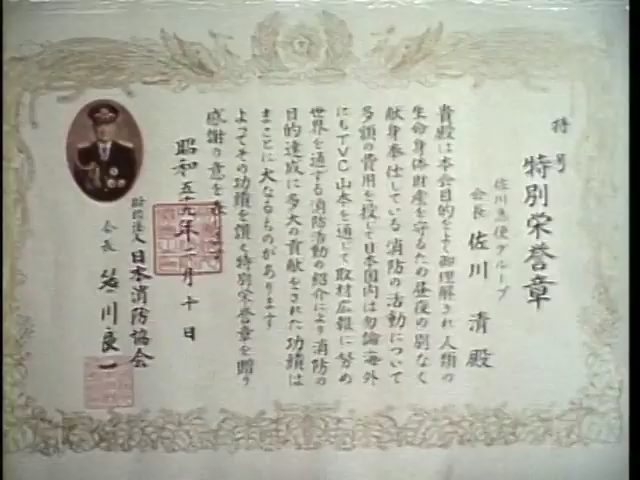 特号
特別栄誉章
佐川急便グループ
会長 佐川 清 殿
貴殿は本会目的をよく御理解され人類の
生命身体財産を守るため昼夜の別なく
献身奉仕している消防の活動について
多額の費用を投じて日本国内は勿論海外
にもTVC山本を通じて取材広報に努め
世界を通ずる消防活動の紹介により消防の
目的達成に多大の貢献をされた功績は
まことに大なるものがあります
よってその功績を讃え特別栄誉章を贈り
感謝の意を表
昭和五十九年二月十日
財団法人 日本消防協会
会長 笹川良一